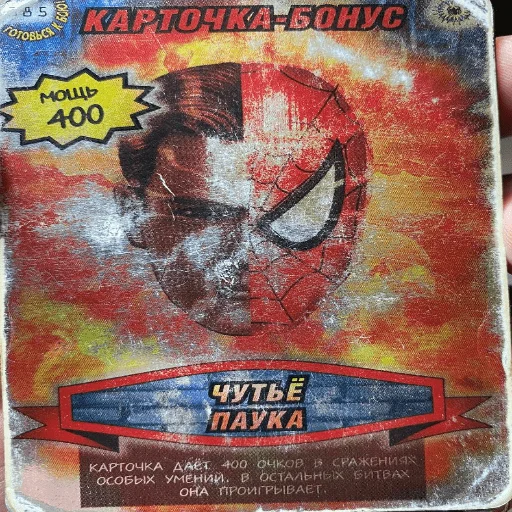 85
ГОТОВЬСЯ К БОЮ
КАРТОЧКА-БОНУС
МОЩЬ
400
ЧУТЬЁ
ПАУКА
КАРТОЧКА ДАЁТ 400 ОЧКОВ В СРАЖЕНИЯХ
ОСОБЫХ УМЕНИЙ. В ОСТАЛЬНЫХ БИТВАХ
ОНА ПРОИГРЫВАЕТ.